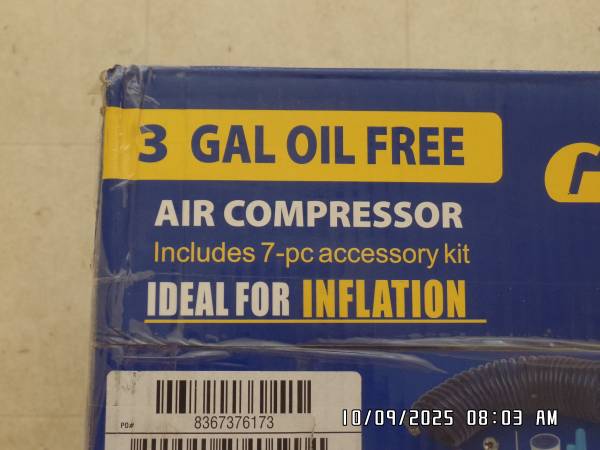 3 GAL OIL FREE
AIR COMPRESSOR
Includes 7-pc accessory kit
IDEAL FOR INFLATION
PO#
8367376173
10/09/2025 08:03 AM